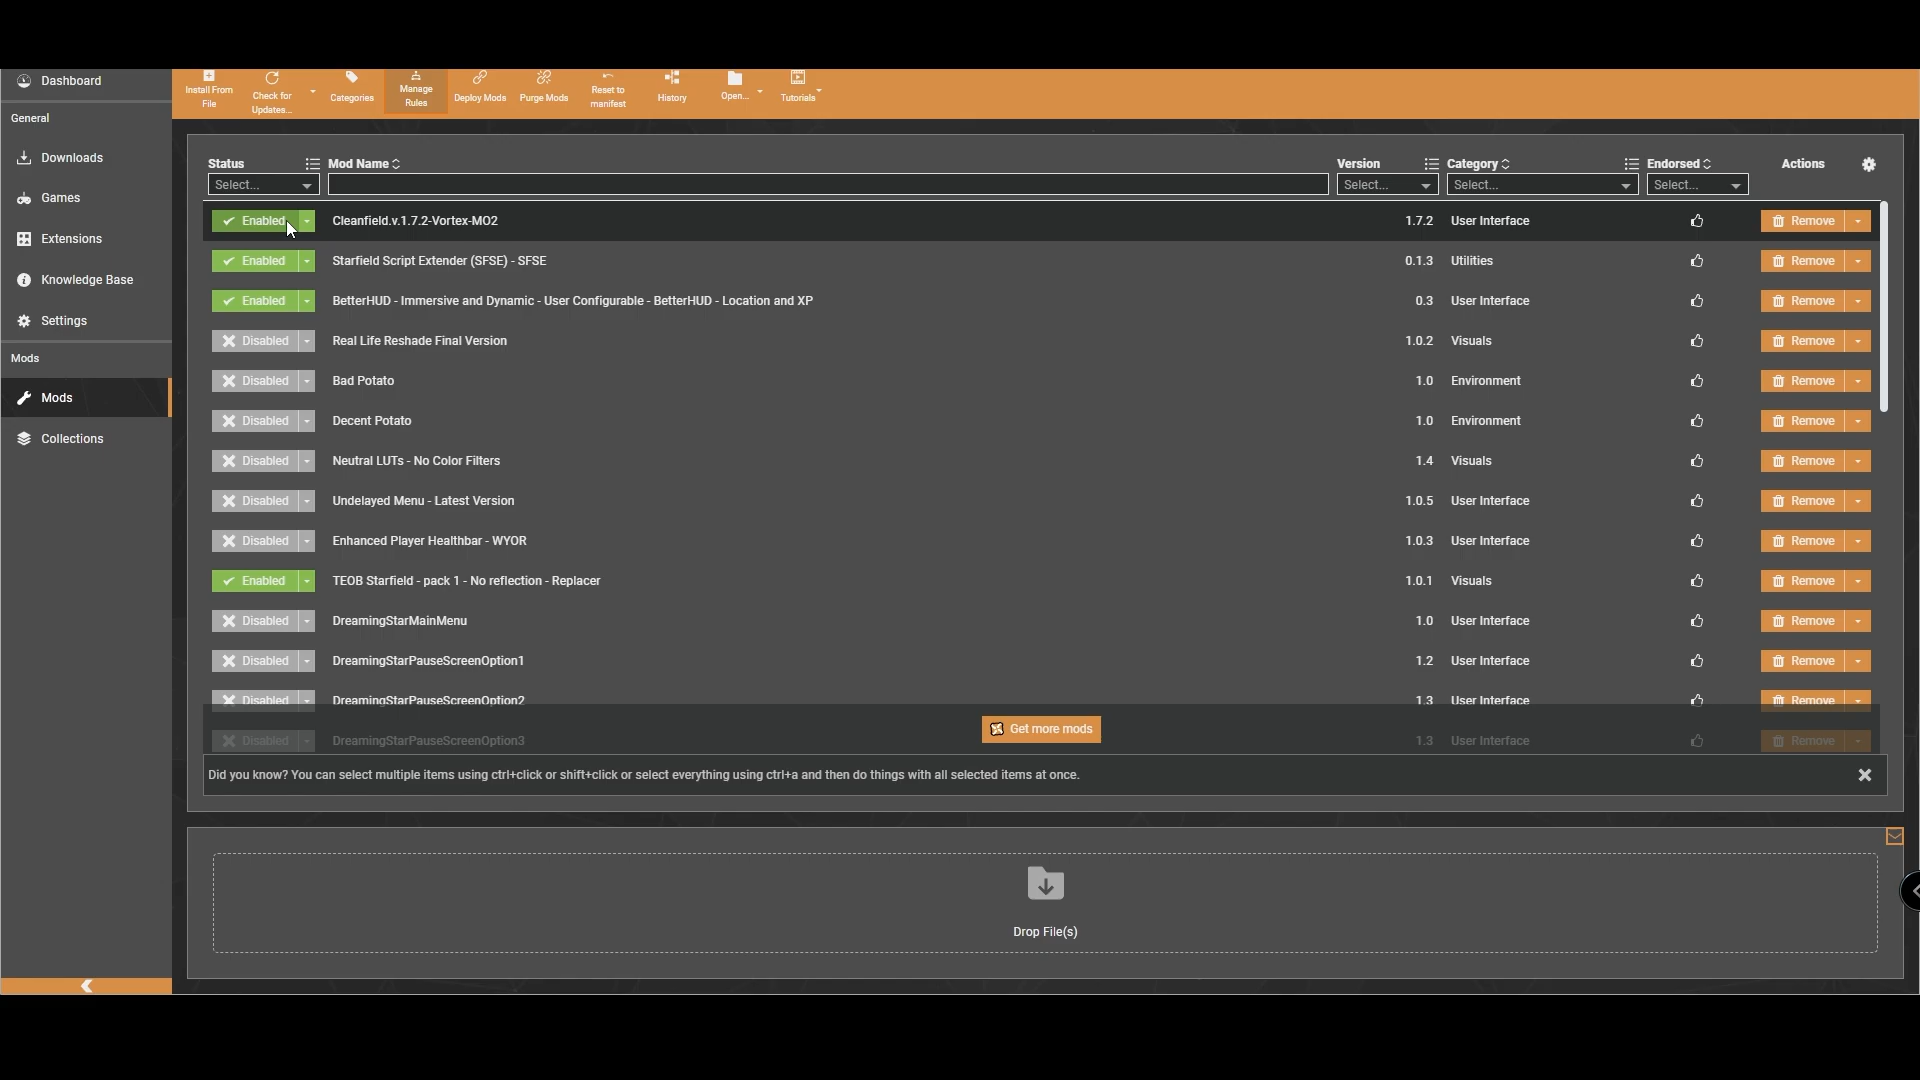 Dashboard
General
Downloads
Games
Extensions
Knowledge Base
Settings
Mods
Mods
Collections
Install From
File
Check for
Updates...
Categories
Manage
Rules
Deploy Mods
Purge Mods
Reset to
manifest
History
Open...
Tutorials
Status Mod Name Version Category Endorsed Actions
Select... Select... Select... Select...
Enabled Cleanfield.v.1.7.2-Vortex-MO2 1.7.2 User Interface Remove
Enabled Starfield Script Extender (SFSE) - SFSE 0.1.3 Utilities Remove
Enabled BetterHUD - Immersive and Dynamic - User Configurable - BetterHUD - Location and XP 0.3 User Interface Remove
Disabled Real Life Reshade Final Version 1.0.2 Visuals Remove
Disabled Bad Potato 1.0 Environment Remove
Disabled Decent Potato 1.0 Environment Remove
Disabled Neutral LUTs - No Color Filters 1.4 Visuals Remove
Disabled Undelayed Menu - Latest Version 1.0.5 User Interface Remove
Disabled Enhanced Player Healthbar - WYOR 1.0.3 User Interface Remove
Enabled TEOB Starfield - pack 1 - No reflection - Replacer 1.0.1 Visuals Remove
Disabled DreamingStarMainMenu 1.0 User Interface Remove
Disabled DreamingStarPauseScreenOption1 1.2 User Interface Remove
Disabled DreamingStarPauseScreenOption2 1.3 User Interface Remove
Get more mods
Disabled DreamingStarPauseScreenOption3 1.3 User Interface Remove
Did you know? You can select multiple items using ctrl+click or shift+click or select everything using ctrl+a and then do things with all selected items at once.
Drop File(s)